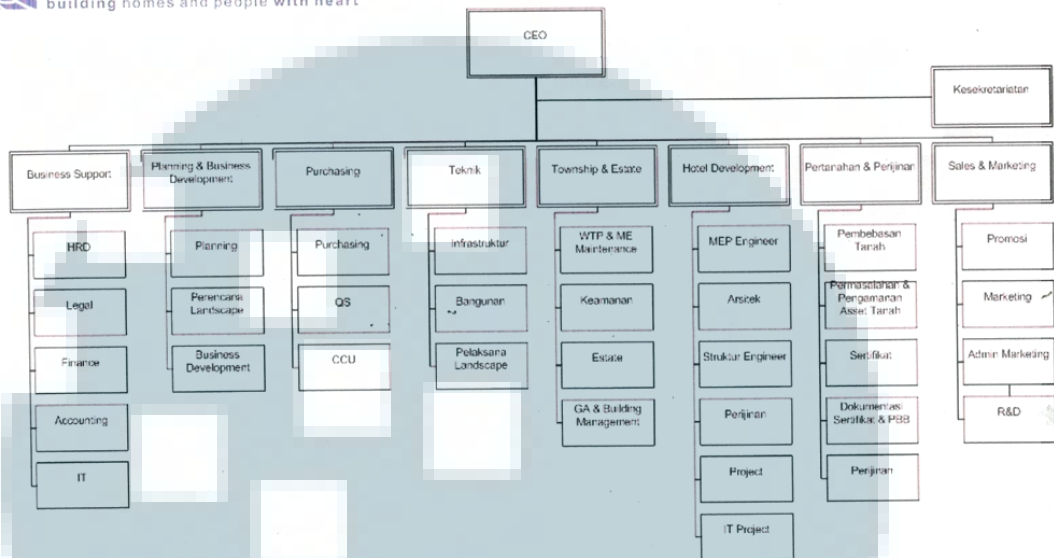 building homes and people with heart
CEO
Kesekretariatan
Business Support
Planning & Business
Development
Purchasing
Teknik
Township & Estate
Hotel Development
Pertanahan & Perijinan
Sales & Marketing
HRD
Legal
Finance
Accounting
IT
Planning
Perencana
Landscape
Business
Development
Purchasing
QS
CCU
Infrastruktur
Bangunan
Pelaksana
Landscape
WTP & ME
Maintenance
Keamanan
Estate
GA & Building
Management
MEP Engineer
Arsitek
Struktur Engineer
Perijinan
Project
IT Project
Pembebasan
Tanah
Permasalahan &
Pengamanan
Asset Tanah
Sertifikat
Dokumentasi
Sertifikat & PBB
Perijinan
Promosi
Marketing
Admin Marketing
R&D